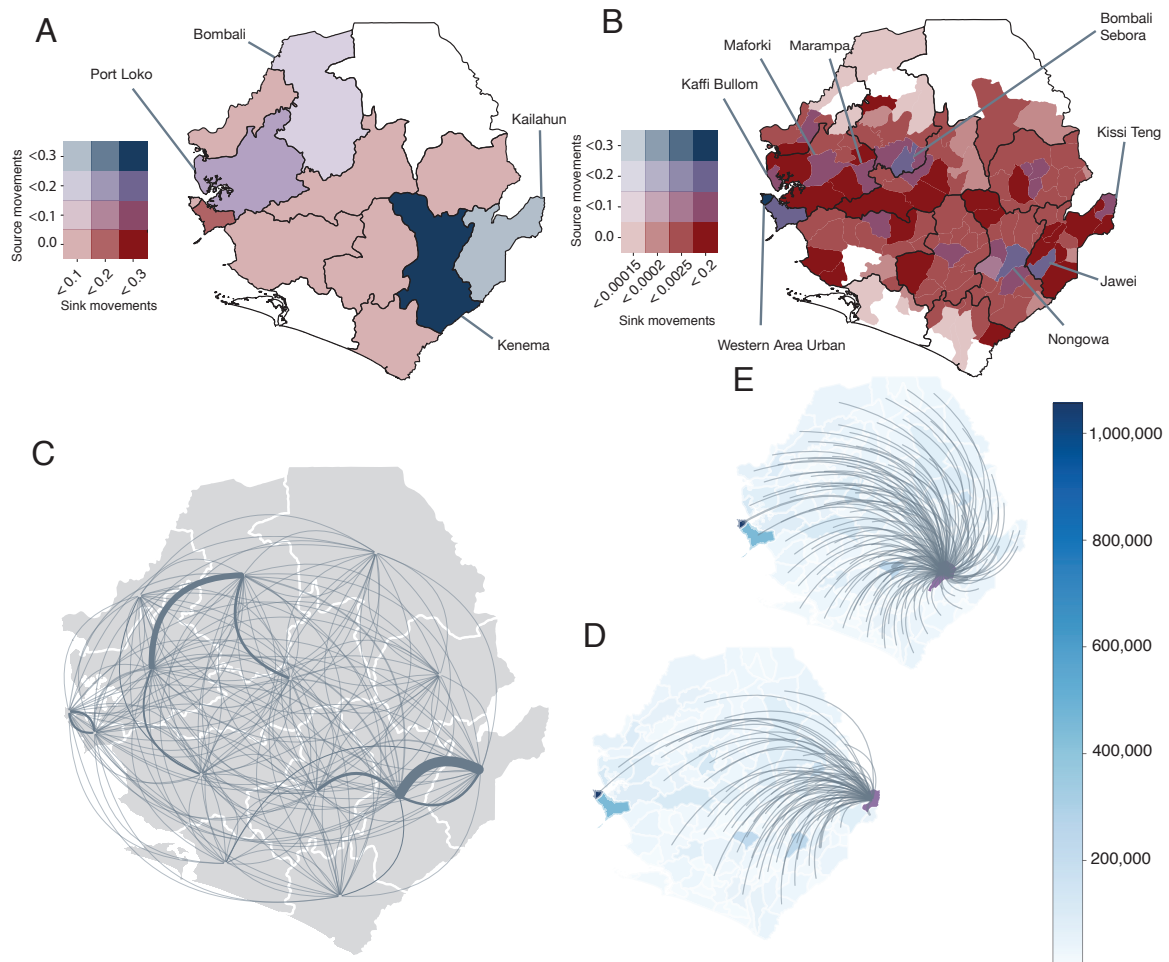 A
Bombali
Port Loko
Kailahun
Kenema
Source movements
<0.3
<0.2
<0.1
0.0
< 0.1
< 0.2
< 0.3
Sink movements
B
Bombali
Sebora
Maforki
Marampa
Kaffi Bullom
Kissi Teng
Jawei
Nongowa
Western Area Urban
Source movements
<0.3
<0.2
<0.1
0.0
< 0.00015
< 0.0002
< 0.0025
< 0.2
Sink movements
C
E
D
1,000,000
800,000
600,000
400,000
200,000